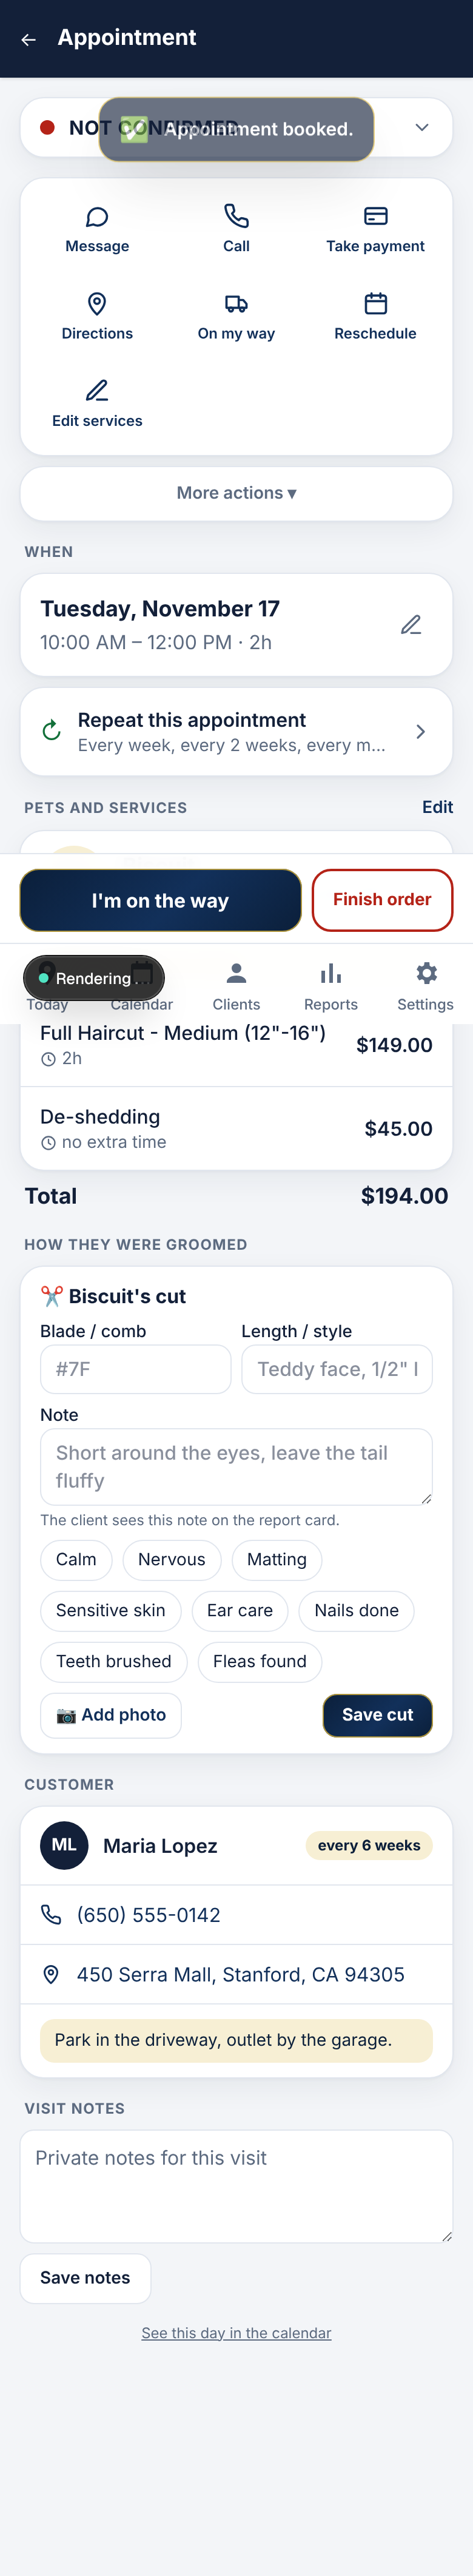 ← Appointment
NOT CONFIRMED
✅ Appointment booked.
Message
Call
Take payment
Directions
On my way
Reschedule
Edit services
More actions ▾
WHEN
Tuesday, November 17
10:00 AM – 12:00 PM · 2h
Repeat this appointment
Every week, every 2 weeks, every m...
PETS AND SERVICES
Edit
I'm on the way
Finish order
Rendering
Today
Calendar
Clients
Reports
Settings
Full Haircut - Medium (12"-16")
$149.00
2h
De-shedding
$45.00
no extra time
Total
$194.00
HOW THEY WERE GROOMED
✂️ Biscuit's cut
Blade / comb
Length / style
#7F
Teddy face, 1/2" l
Note
Short around the eyes, leave the tail
fluffy
The client sees this note on the report card.
Calm
Nervous
Matting
Sensitive skin
Ear care
Nails done
Teeth brushed
Fleas found
📷 Add photo
Save cut
CUSTOMER
ML
Maria Lopez
every 6 weeks
(650) 555-0142
450 Serra Mall, Stanford, CA 94305
Park in the driveway, outlet by the garage.
VISIT NOTES
Private notes for this visit
Save notes
See this day in the calendar